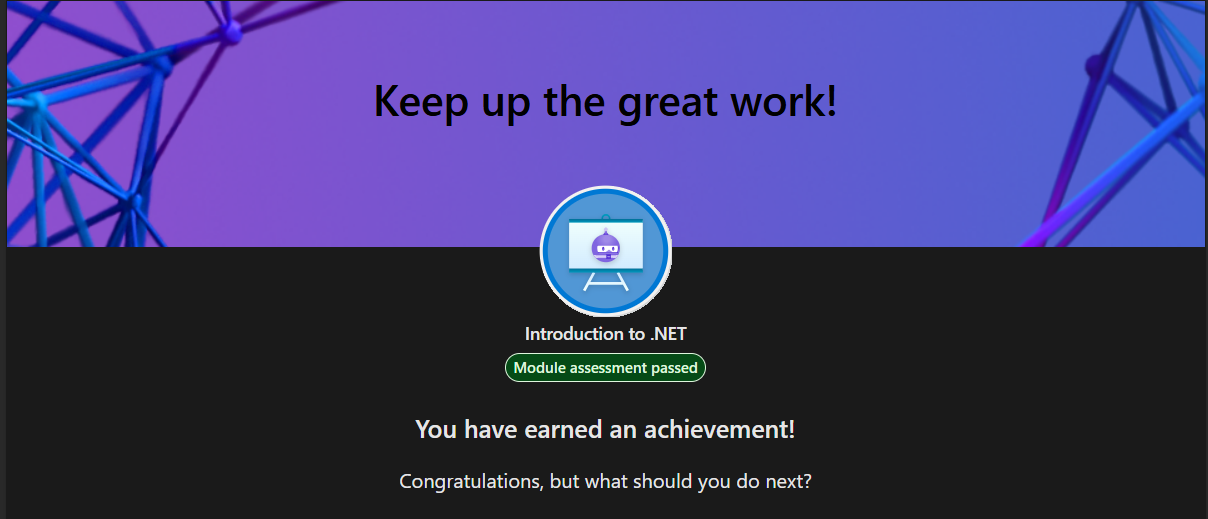 Keep up the great work!
Introduction to .NET
Module assessment passed
You have earned an achievement!
Congratulations, but what should you do next?